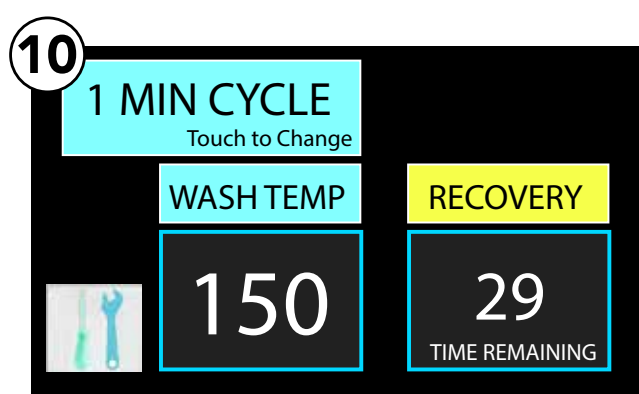 10
1 MIN CYCLE
Touch to Change
WASH TEMP
150
RECOVERY
29
TIME REMAINING